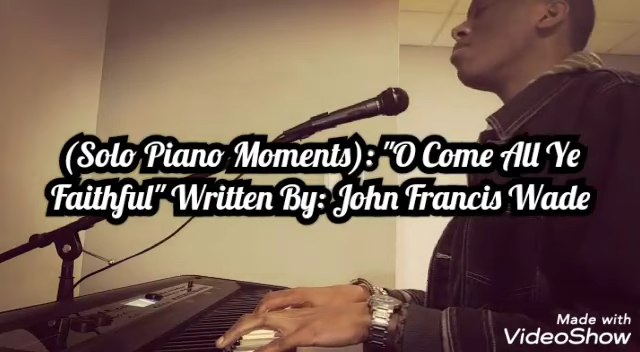 (Solo Piano Moments): "O Come All Ye
Faithful" Written By: John Francis Wade
Made with
VideoShow